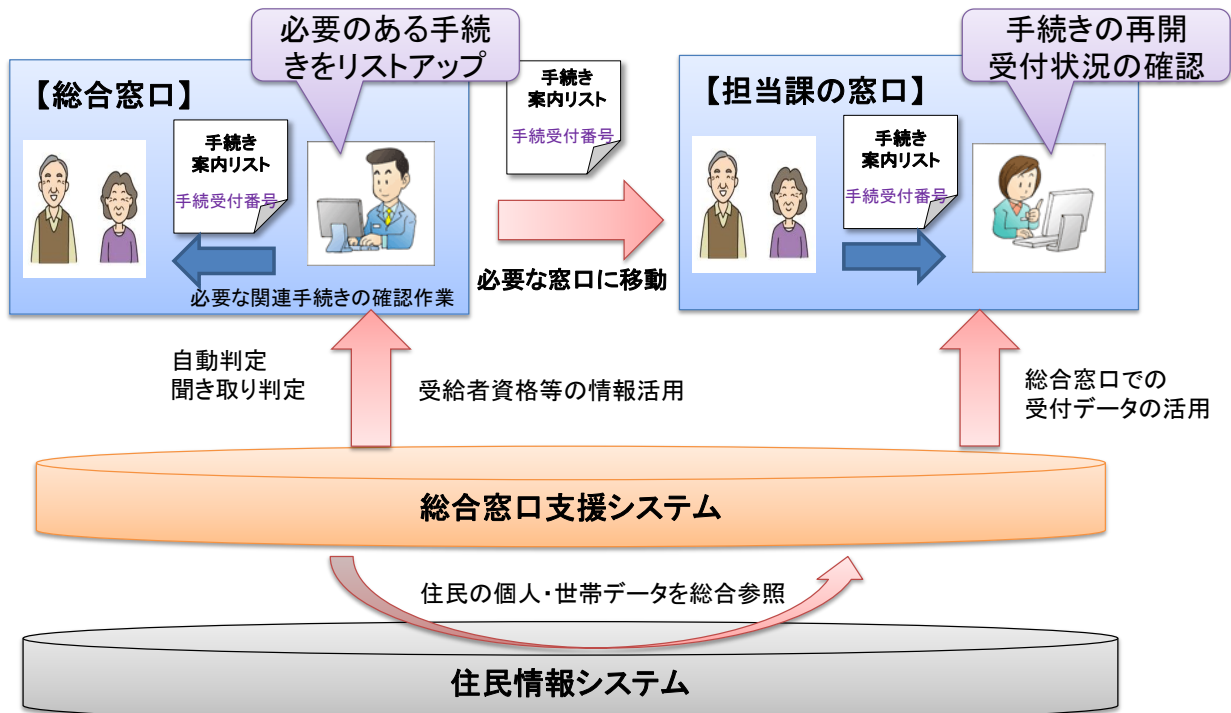 必要のある手続
きをリストアップ
手続きの再開
受付状況の確認
【総合窓口】
手続き
案内リスト
手続受付番号
必要な関連手続きの確認作業
手続き
案内リスト
手続受付番号
必要な窓口に移動
【担当課の窓口】
手続き
案内リスト
手続受付番号
自動判定
聞き取り判定
受給者資格等の情報活用
総合窓口での
受付データの活用
総合窓口支援システム
住民の個人・世帯データを総合参照
住民情報システム